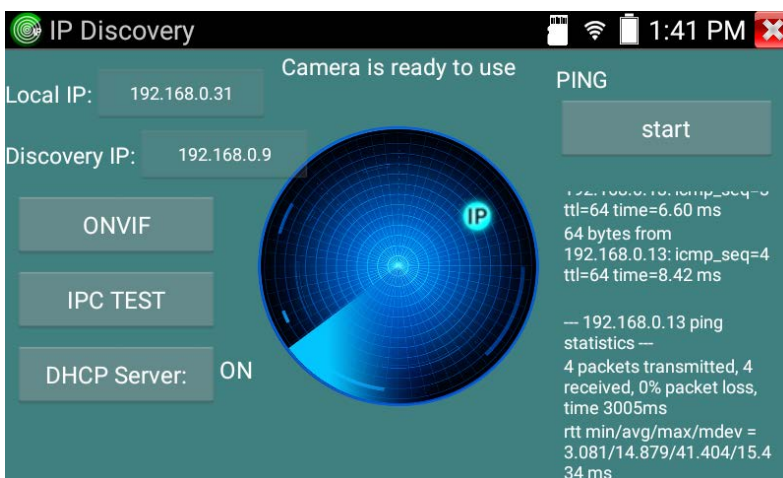 IP Discovery
1:41 PM
Camera is ready to use
Local IP:
192.168.0.31
Discovery IP:
192.168.0.9
ONVIF
IPC TEST
DHCP Server:
ON
IP
PING
start
ttl=64 time=6.60 ms
64 bytes from
192.168.0.13: icmp_seq=4
ttl=64 time=8.42 ms
--- 192.168.0.13 ping
statistics ---
4 packets transmitted, 4
received, 0% packet loss,
time 3005ms
rtt min/avg/max/mdev =
3.081/14.879/41.404/15.4
34 ms